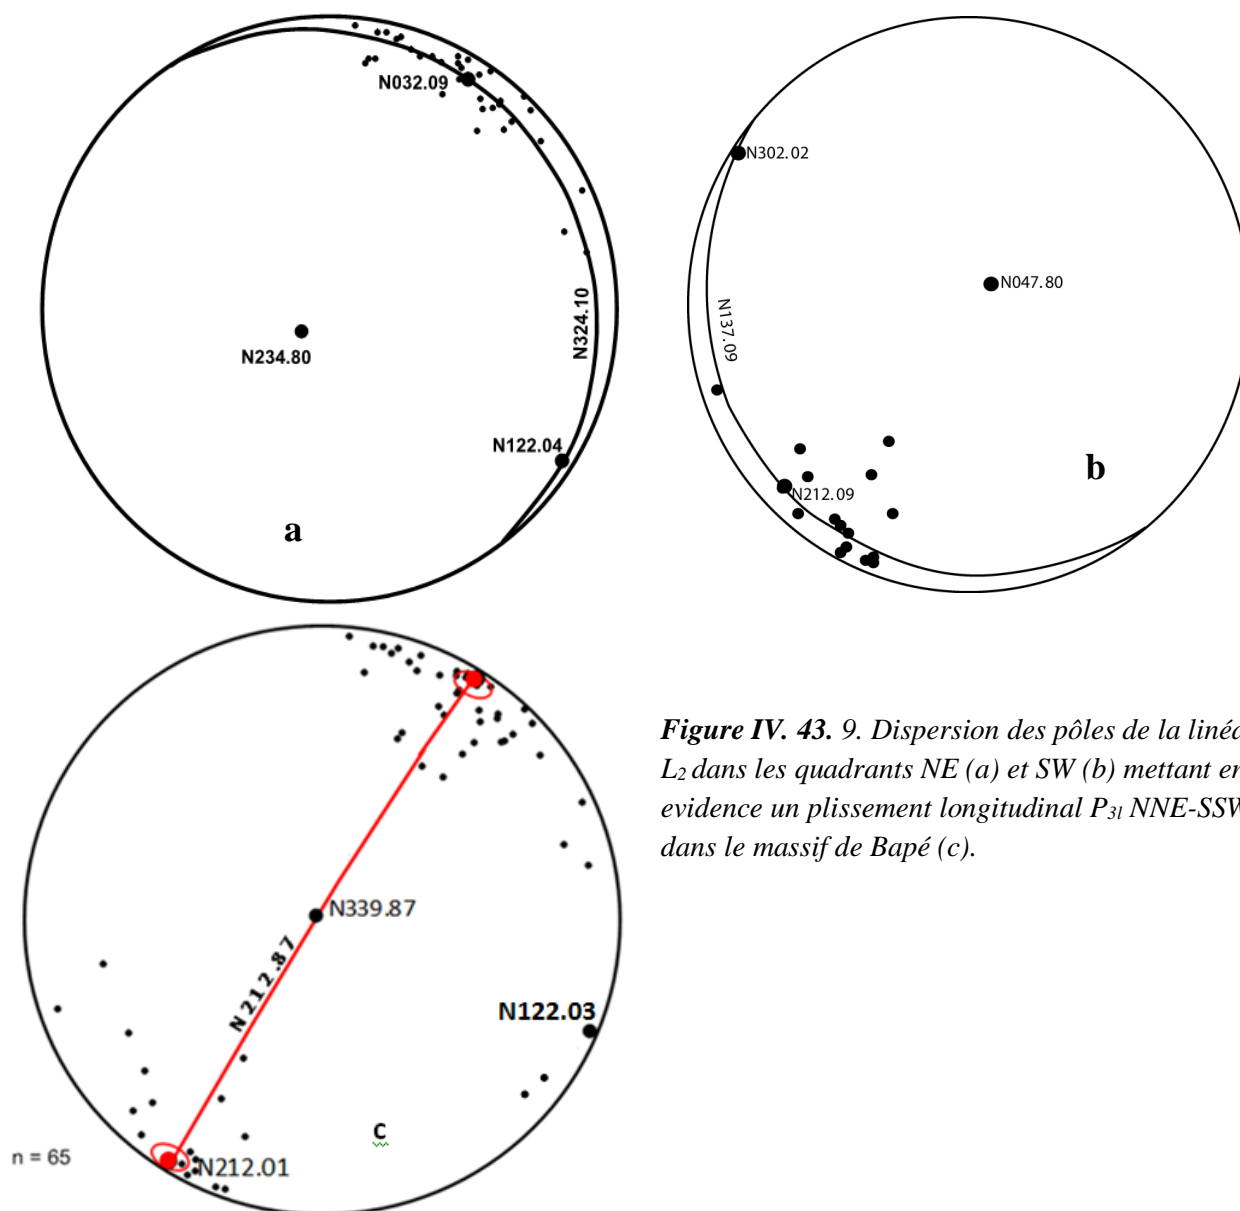 N032.09
N324.10
N234.80
N122.04
a
N302.02
N047.80
N137.09
N212.09
b
N339.87
N212.87
N122.03
c
n = 65
N212.01
Figure IV. 43. 9. Dispersion des pôles de la linéa
L2 dans les quadrants NE (a) et SW (b) mettant en
evidence un plissement longitudinal P3l NNE-SSW
dans le massif de Bapé (c).